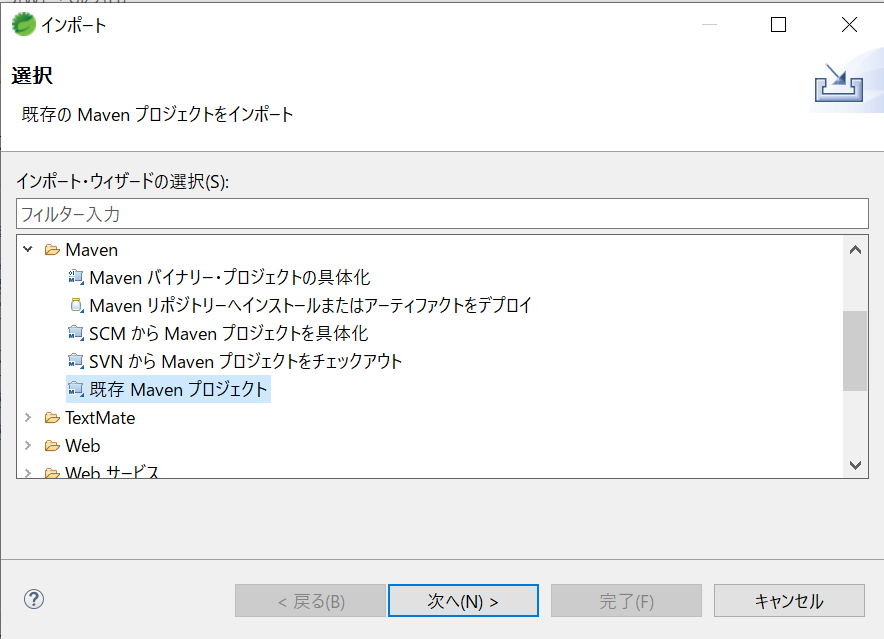 インポート
選択
既存の Maven プロジェクトをインポート
インポート・ウィザードの選択(S):
フィルター入力
Maven
Maven バイナリー・プロジェクトの具体化
Maven リポジトリーへインストールまたはアーティファクトをデプロイ
SCM から Maven プロジェクトを具体化
SVN から Maven プロジェクトをチェックアウト
既存 Maven プロジェクト
TextMate
Web
Web サービス
< 戻る(B) 次へ(N) > 完了(F) キャンセル